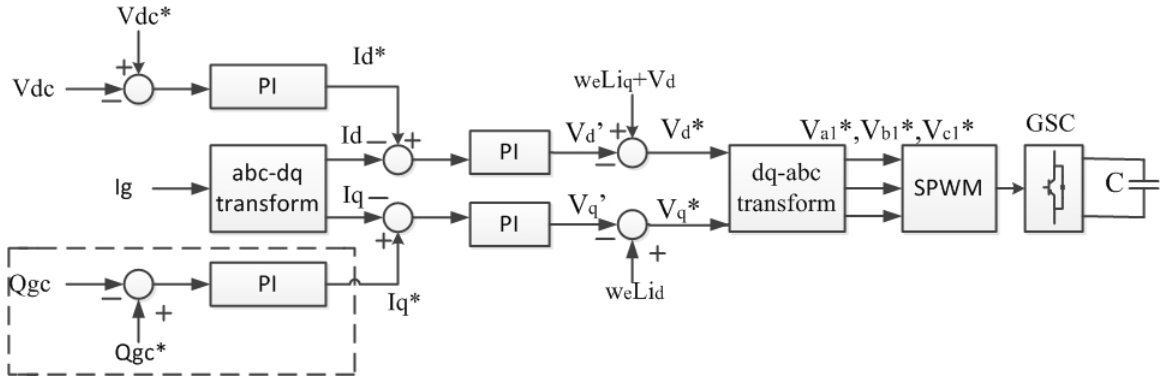 Vdc*
Vdc
+
−
PI
Id*
Ig
abc-dq
transform
Id
−
+
Iq
−
+
PI
PI
Vd'
Vq'
weLiq+Vd
+
−
−
+
weLid
Vd*
Vq*
dq-abc
transform
Va1*,Vb1*,Vc1*
SPWM
GSC
C
Qgc
−
+
Qgc*
PI
Iq*